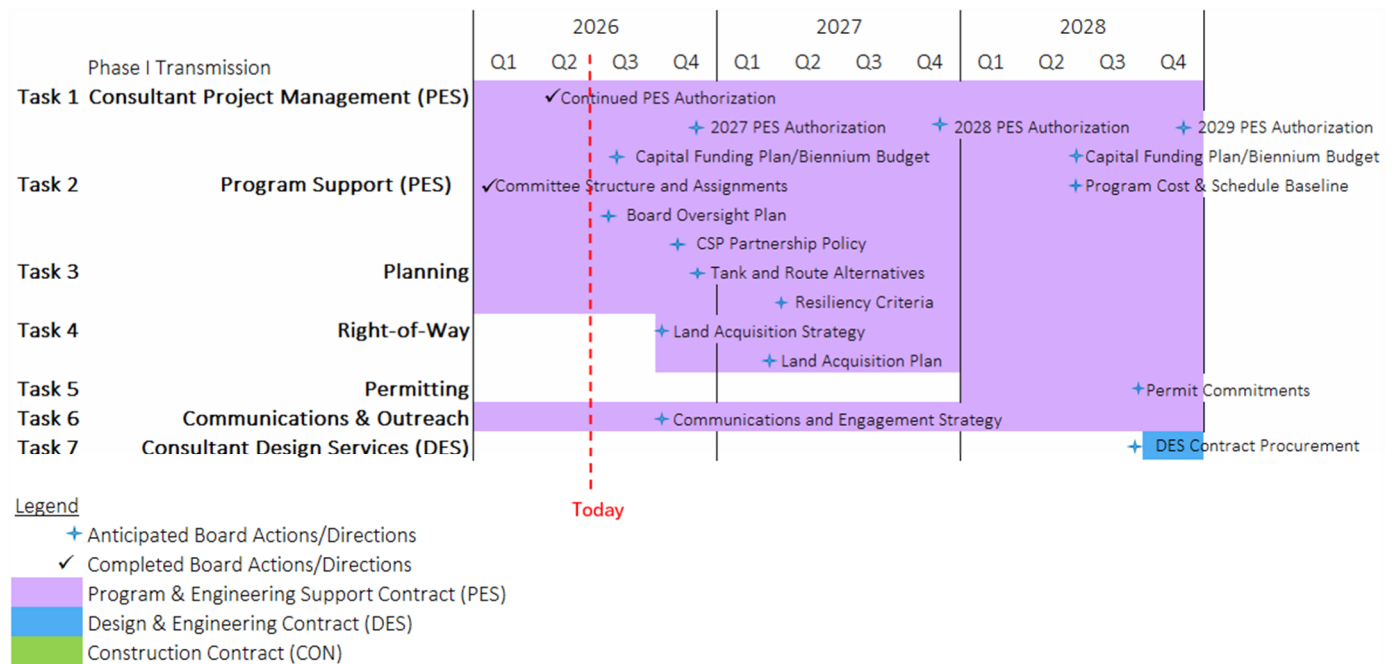 2026 2027 2028
Phase I Transmission Q1 Q2 Q3 Q4 Q1 Q2 Q3 Q4 Q1 Q2 Q3 Q4
Task 1 Consultant Project Management (PES) ✓Continued PES Authorization
2027 PES Authorization 2028 PES Authorization 2029 PES Authorization
Capital Funding Plan/Biennium Budget Capital Funding Plan/Biennium Budget
Task 2 Program Support (PES) ✓Committee Structure and Assignments Program Cost & Schedule Baseline
Board Oversight Plan
CSP Partnership Policy
Task 3 Planning Tank and Route Alternatives
Resiliency Criteria
Task 4 Right-of-Way Land Acquisition Strategy
Land Acquisition Plan
Task 5 Permitting Permit Commitments
Task 6 Communications & Outreach Communications and Engagement Strategy
Task 7 Consultant Design Services (DES) DES Contract Procurement
Today
Legend
Anticipated Board Actions/Directions
✓ Completed Board Actions/Directions
Program & Engineering Support Contract (PES)
Design & Engineering Contract (DES)
Construction Contract (CON)